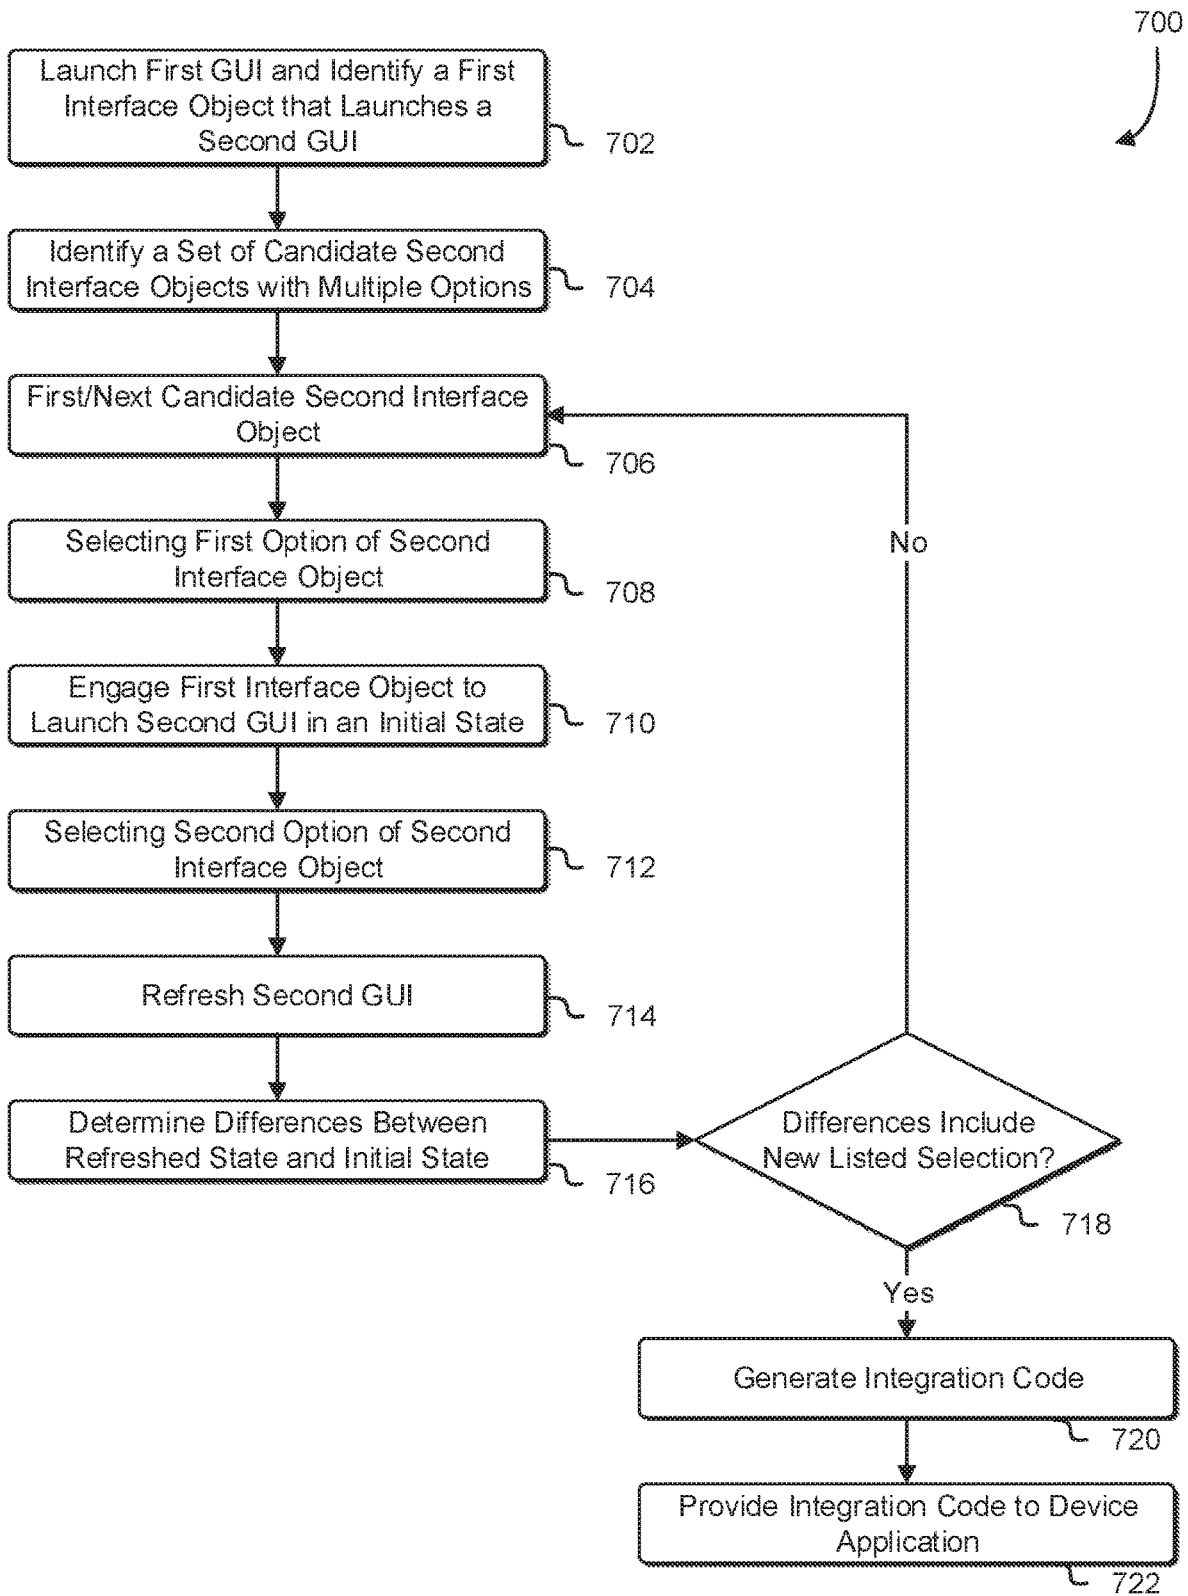 700
Launch First GUI and Identify a First
Interface Object that Launches a
Second GUI
702
Identify a Set of Candidate Second
Interface Objects with Multiple Options
704
First/Next Candidate Second Interface
Object
706
Selecting First Option of Second
Interface Object
708
Engage First Interface Object to
Launch Second GUI in an Initial State
710
Selecting Second Option of Second
Interface Object
712
Refresh Second GUI
714
Determine Differences Between
Refreshed State and Initial State
716
No
Differences Include
New Listed Selection?
718
Yes
Generate Integration Code
720
Provide Integration Code to Device
Application
722